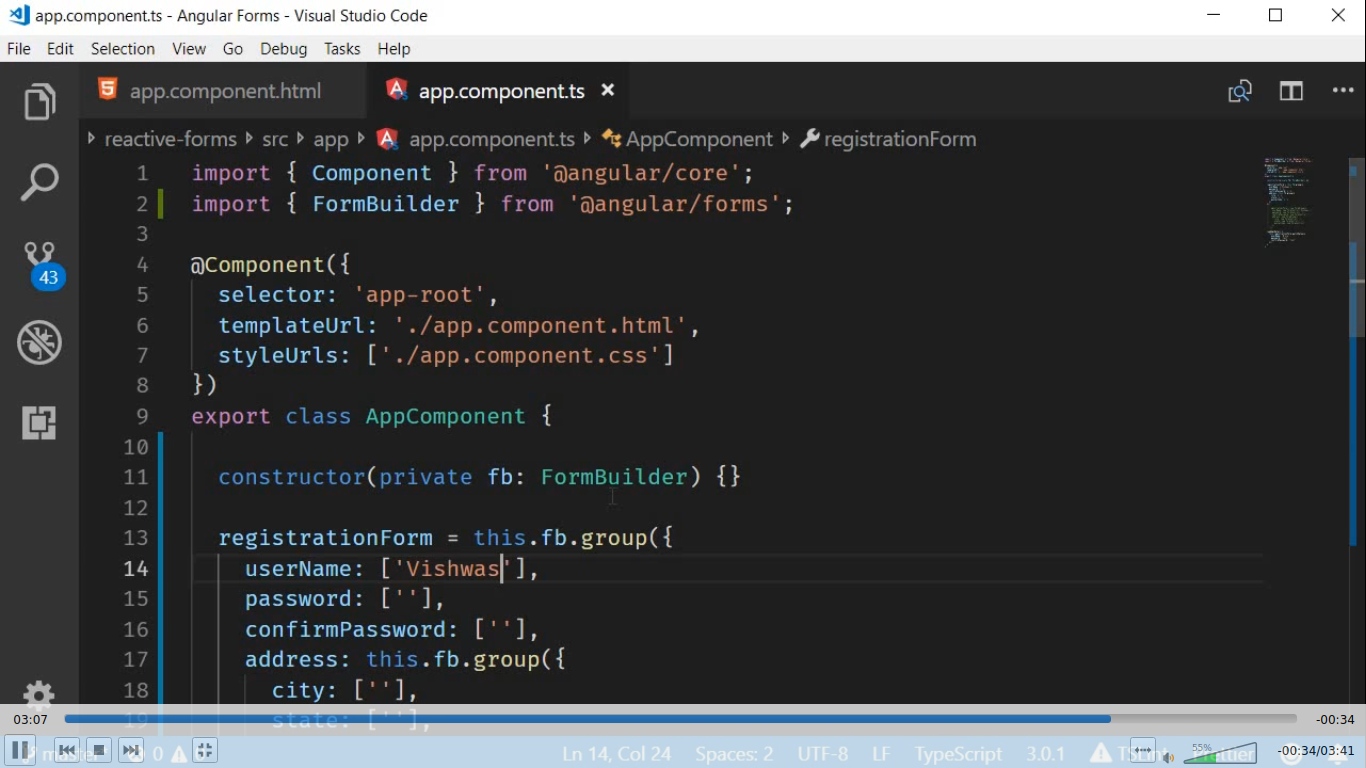 app.component.ts - Angular Forms - Visual Studio Code
File Edit Selection View Go Debug Tasks Help
app.component.html app.component.ts
reactive-forms src app app.component.ts AppComponent registrationForm
1 import { Component } from '@angular/core';
2 import { FormBuilder } from '@angular/forms';
3
4 @Component({
5 selector: 'app-root',
6 templateUrl: './app.component.html',
7 styleUrls: ['./app.component.css']
8 })
9 export class AppComponent {
10
11 constructor(private fb: FormBuilder) {}
12
13 registrationForm = this.fb.group({
14 userName: ['Vishwas'],
15 password: [''],
16 confirmPassword: [''],
17 address: this.fb.group({
18 city: [''],
19 state: [''],
43
03:07 -00:34
0 Ln 14, Col 24 Spaces: 2 UTF-8 LF TypeScript 3.0.1 55% -00:34/03:41